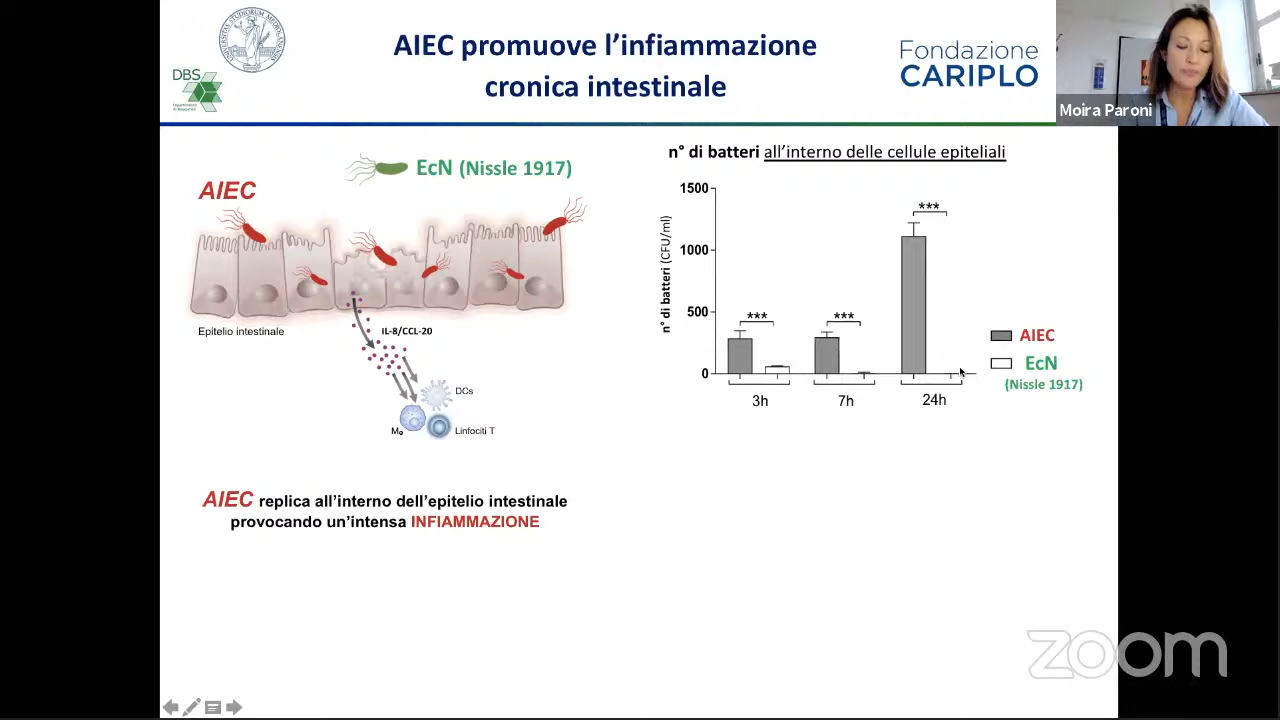 AIEC promuove l'infiammazione
cronica intestinale
DBS
Fondazione
CARIPLO
Moira Paroni
EcN (Nissle 1917)
AIEC
Epitelio intestinale
IL-8/CCL-20
DCs
Mφ
Linfociti T
AIEC replica all'interno dell'epitelio intestinale
provocando un'intensa INFIAMMAZIONE
n° di batteri all'interno delle cellule epiteliali
n° di batteri (CFU/ml)
1500
1000
500
0
***
***
***
3h
7h
24h
AIEC
EcN
(Nissle 1917)
zoom